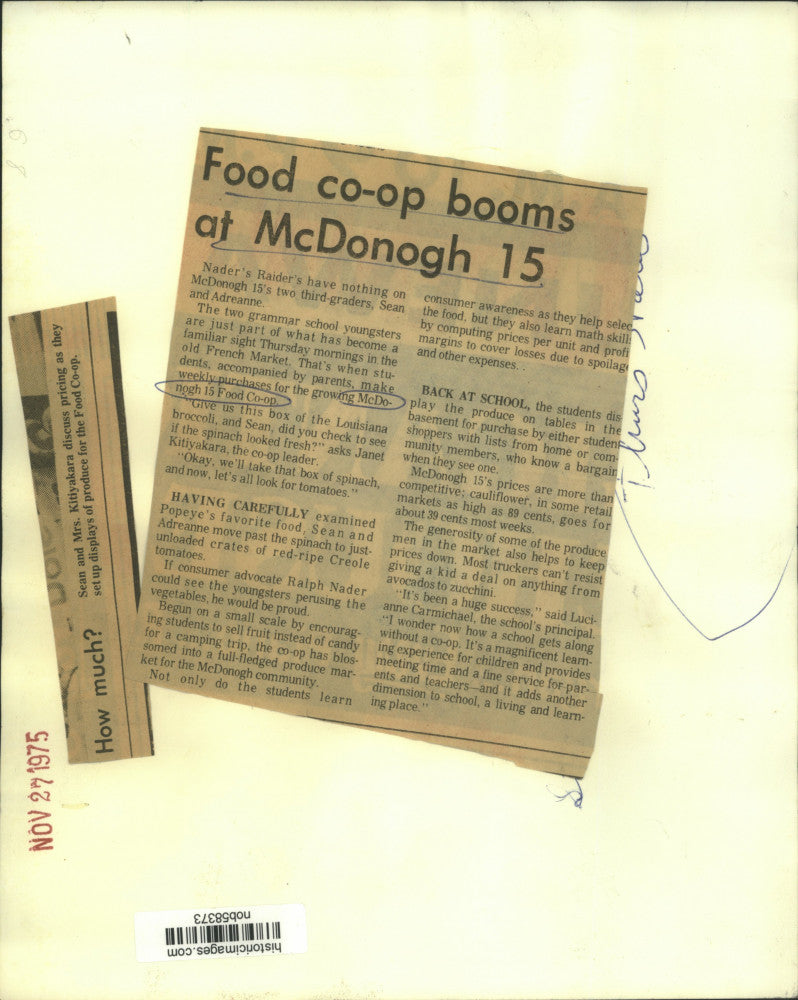 Food co-op booms
at McDonogh 15
Nader's Raider's have nothing on
McDonogh 15's two third-graders, Sean
and Adreanne.
The two grammar school youngsters
are just part of what has become a
familiar sight Thursday mornings in the
old French Market. That's when stu-
dents, accompanied by parents, make
weekly purchases for the growing McDo-
nogh 15 Food Co-op.
"Give us this box of the Louisiana
broccoli, and Sean, did you check to see
if the spinach looked fresh?" asks Janet
Kitiyakara, the co-op leader.
"Okay, we'll take that box of spinach,
and now, let's all look for tomatoes."
HAVING CAREFULLY examined
Popeye's favorite food, Sean and
Adreanne move past the spinach to just-
unloaded crates of red-ripe Creole
tomatoes.
If consumer advocate Ralph Nader
could see the youngsters perusing the
vegetables, he would be proud.
Begun on a small scale by encourag-
ing students to sell fruit instead of candy
for a camping trip, the co-op has blos-
somed into a full-fledged produce mar-
ket for the McDonogh community.
Not only do the students learn
consumer awareness as they help selec
the food, but they also learn math skill
by computing prices per unit and profi
margins to cover losses due to spoilage
and other expenses.
BACK AT SCHOOL, the students dis-
play the produce on tables in the
basement for purchase by either studen
shoppers with lists from home or com-
munity members, who know a bargain
when they see one.
McDonogh 15's prices are more than
competitive; cauliflower, in some retail
markets as high as 89 cents, goes for
about 39 cents most weeks.
The generosity of some of the produce
men in the market also helps to keep
prices down. Most truckers can't resist
giving a kid a deal on anything from
avocados to zucchini.
"It's been a huge success," said Luci-
anne Carmichael, the school's principal.
"I wonder now how a school gets along
without a co-op. It's a magnificent learn-
ing experience for children and provides
meeting time and a fine service for par-
ents and teachers—and it adds another
dimension to school, a living and learn-
ing place."
How much?
Sean and Mrs. Kitiyakara discuss pricing as they
set up displays of produce for the Food Co-op.
Thurs
NOV 27 1975
historicimages.com
nob58373